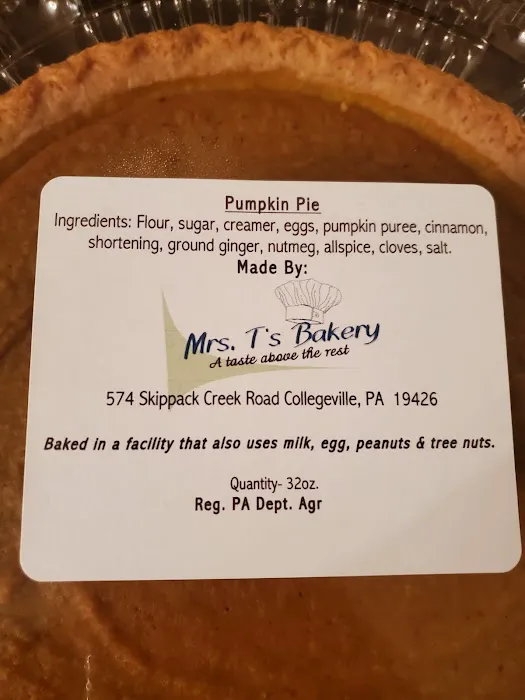 Pumpkin Pie
Ingredients: Flour, sugar, creamer, eggs, pumpkin puree, cinnamon,
shortening, ground ginger, nutmeg, allspice, cloves, salt.
Made By:
Mrs. T's Bakery
A taste above the rest
574 Skippack Creek Road Collegeville, PA 19426
Baked in a facility that also uses milk, egg, peanuts & tree nuts.
Quantity- 32oz.
Reg. PA Dept. Agr